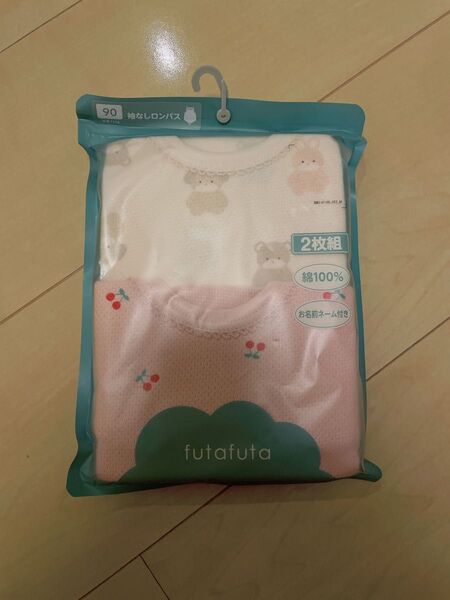 90
袖なしロンパス
2枚組
綿100%
お名前ネーム付き
futafuta